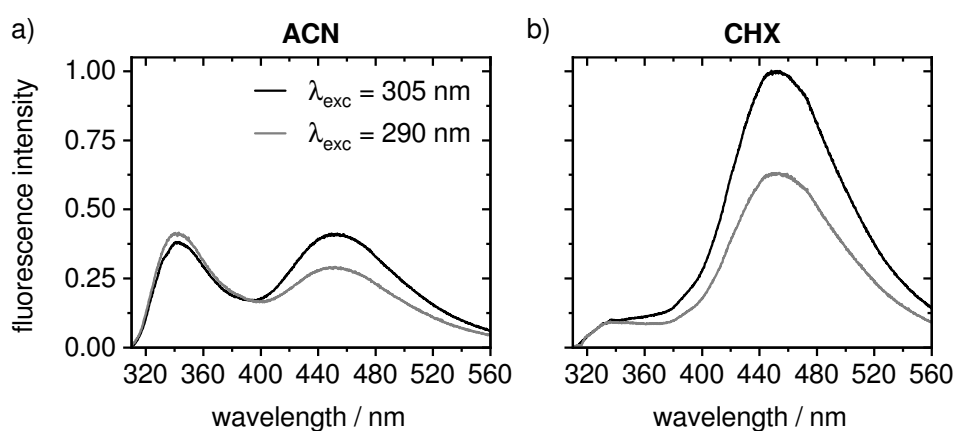 a)
ACN
fluorescence intensity
1.00
0.75
0.50
0.25
0.00
λexc = 305 nm
λexc = 290 nm
320 360 400 440 480 520 560
wavelength / nm
b)
CHX
320 360 400 440 480 520 560
wavelength / nm